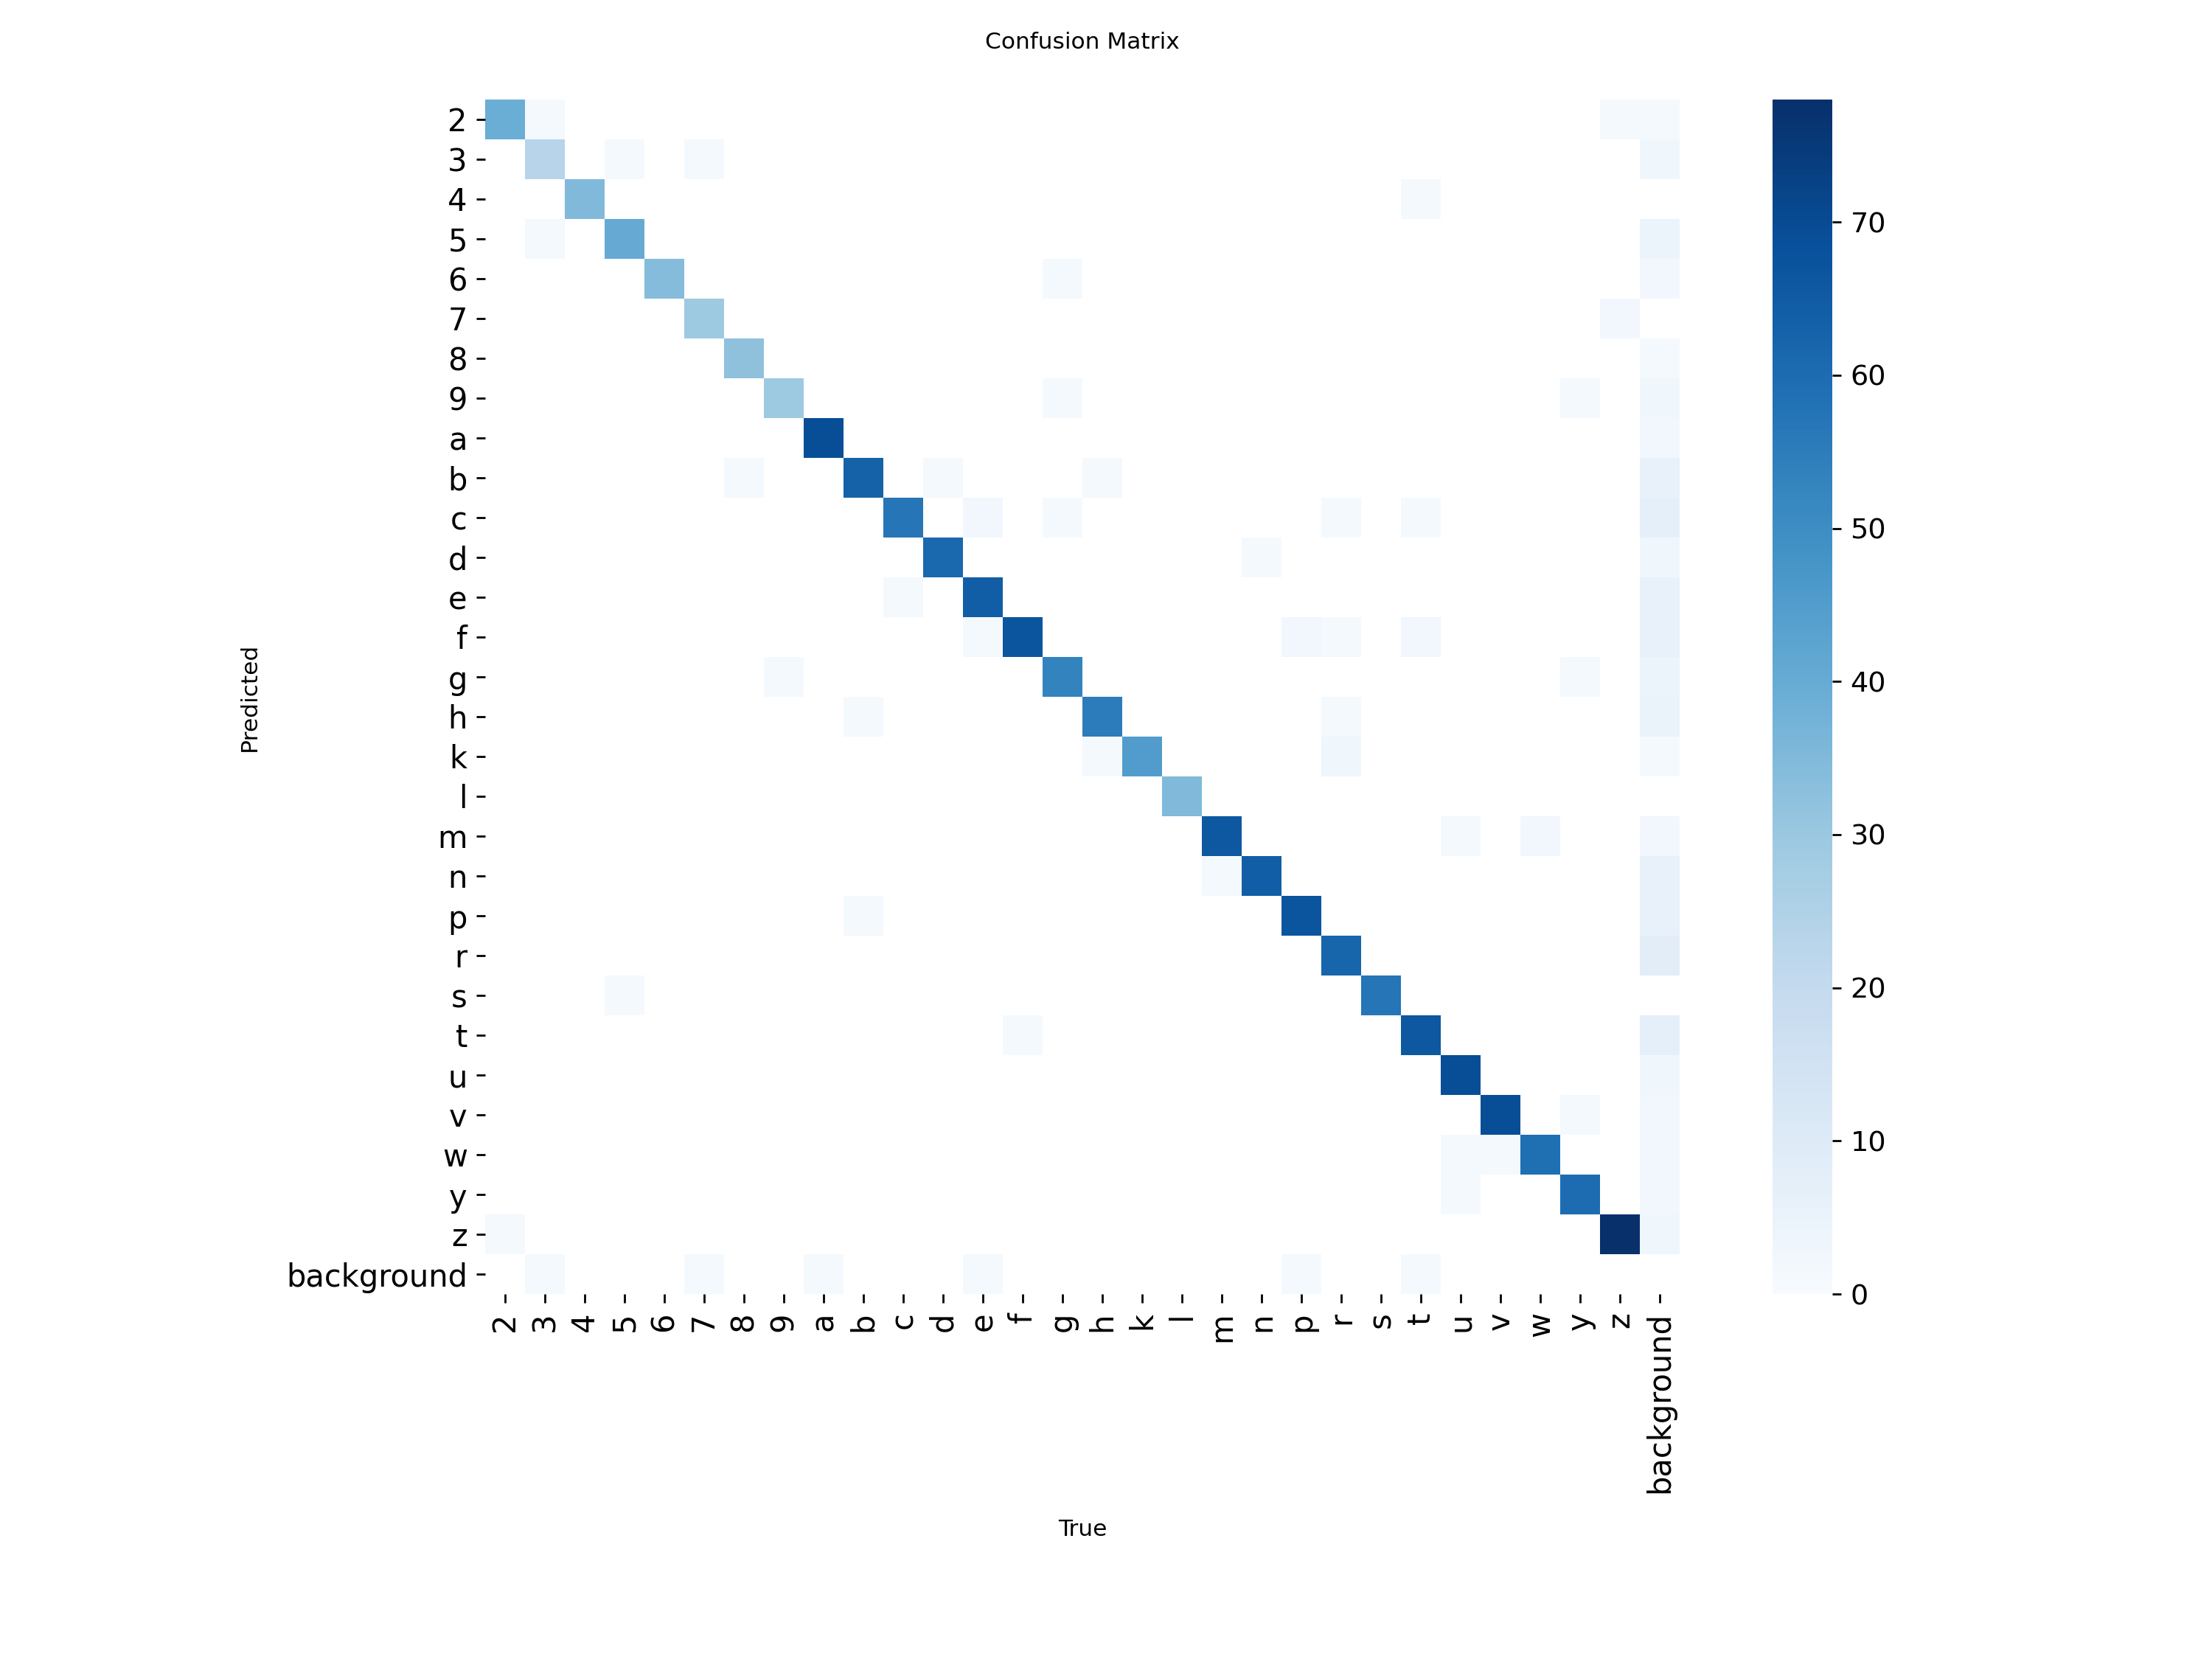 Confusion Matrix
2
3
4
5
6
7
8
9
a
b
c
d
e
f
g
h
k
l
m
n
p
r
s
t
u
v
w
y
z
background
Predicted
2 3 4 5 6 7 8 9 a b c d e f g h k l m n p r s t u v w y z background
True
70
60
50
40
30
20
10
0